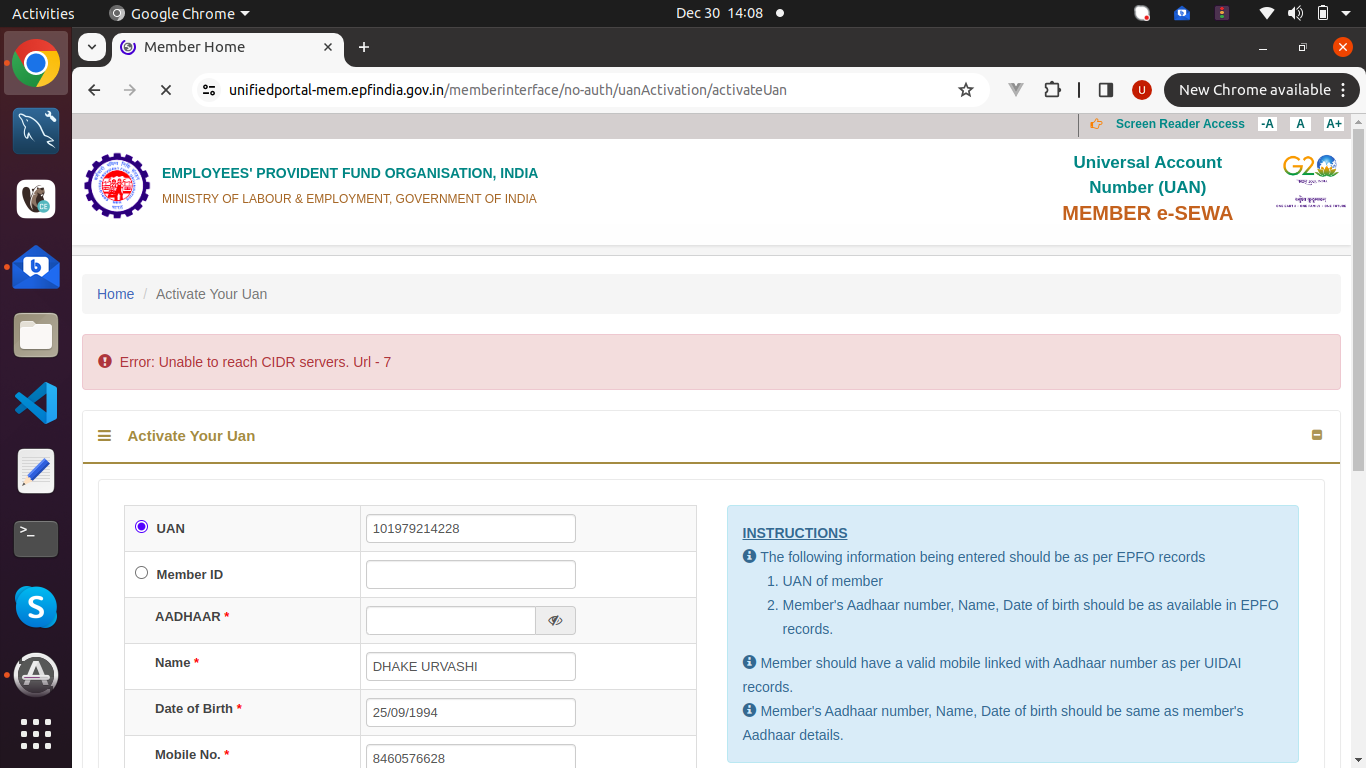 Activities
Google Chrome
Dec 30 14:08
Member Home
unifiedportal-mem.epfindia.gov.in/memberinterface/no-auth/uanActivation/activateUan
U
New Chrome available
Screen Reader Access
-A
A
A+
EMPLOYEES' PROVIDENT FUND ORGANISATION, INDIA
MINISTRY OF LABOUR & EMPLOYMENT, GOVERNMENT OF INDIA
Universal Account
Number (UAN)
MEMBER e-SEWA
G20
Home / Activate Your Uan
Error: Unable to reach CIDR servers. Url - 7
Activate Your Uan
UAN
101979214228
Member ID
AADHAAR *
Name *
DHAKE URVASHI
Date of Birth *
25/09/1994
Mobile No. *
8460576628
INSTRUCTIONS
The following information being entered should be as per EPFO records
1. UAN of member
2. Member's Aadhaar number, Name, Date of birth should be as available in EPFO
records.
Member should have a valid mobile linked with Aadhaar number as per UIDAI
records.
Member's Aadhaar number, Name, Date of birth should be same as member's
Aadhaar details.